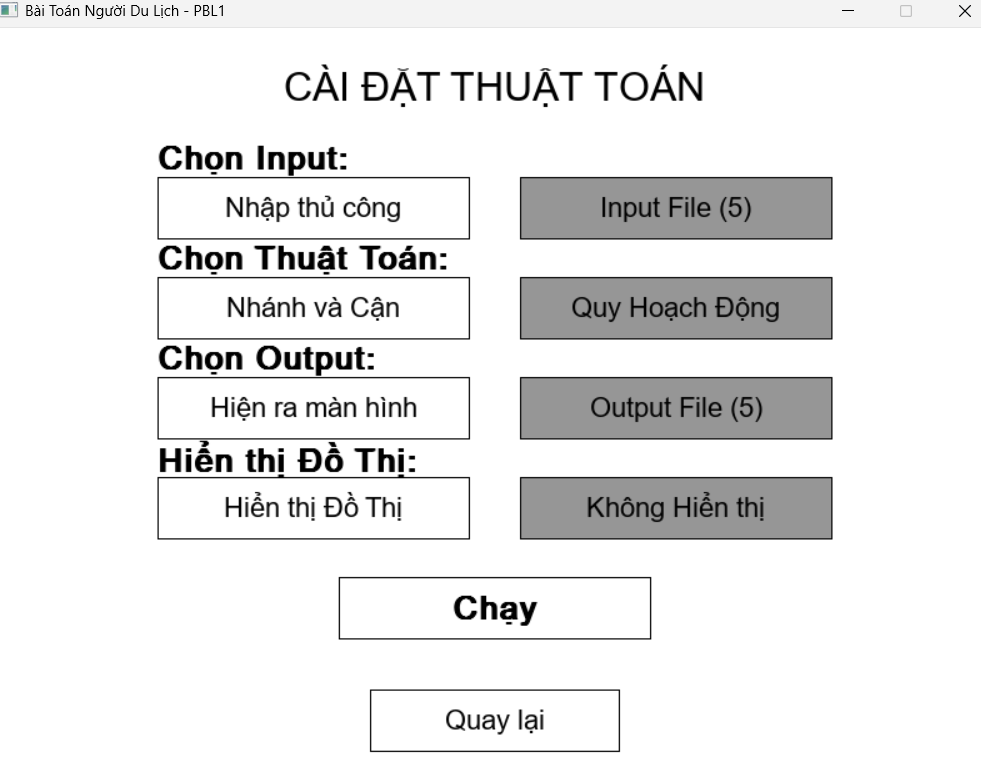 Bài Toán Người Du Lịch - PBL1
CÀI ĐẶT THUẬT TOÁN
Chọn Input:
Nhập thủ công
Input File (5)
Chọn Thuật Toán:
Nhánh và Cận
Quy Hoạch Động
Chọn Output:
Hiện ra màn hình
Output File (5)
Hiển thị Đồ Thị:
Hiển thị Đồ Thị
Không Hiển thị
Chạy
Quay lại